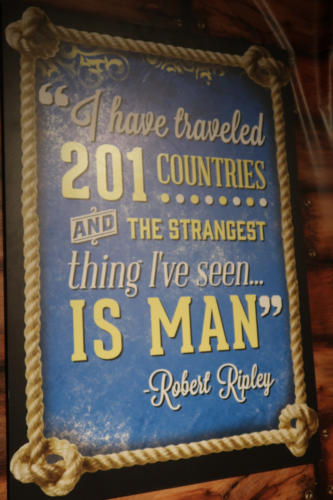 “I have traveled
201 COUNTRIES
AND THE STRANGEST
thing I've seen...
IS MAN”
-Robert Ripley